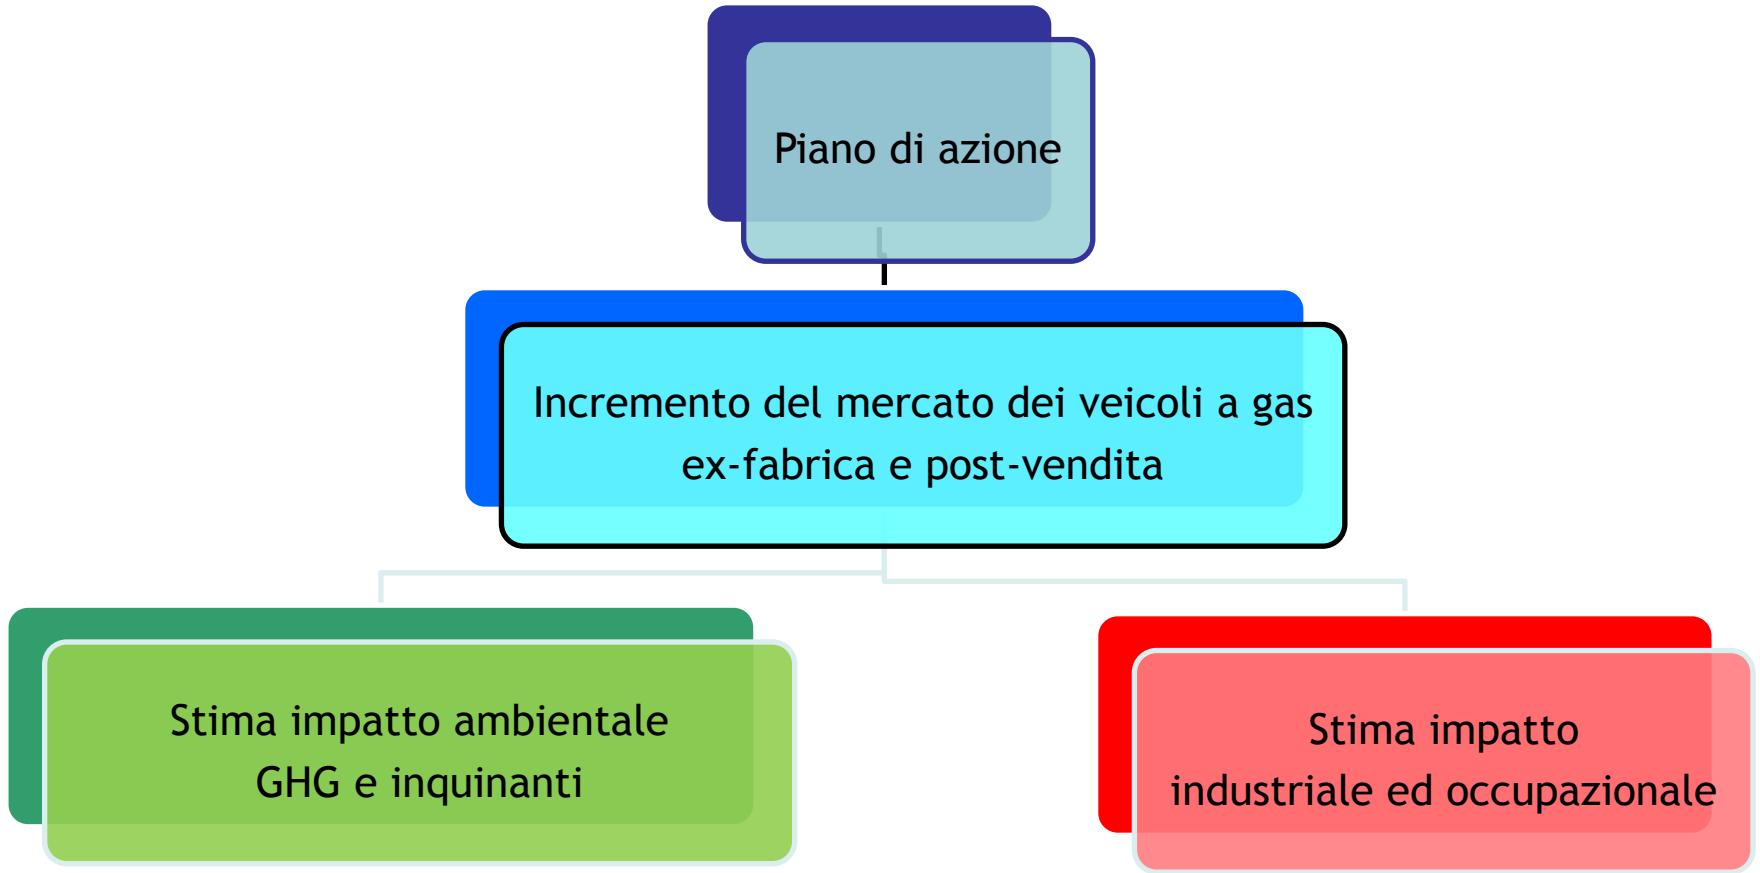 Piano di azione
Incremento del mercato dei veicoli a gas
ex-fabrica e post-vendita
Stima impatto ambientale
GHG e inquinanti
Stima impatto
industriale ed occupazionale